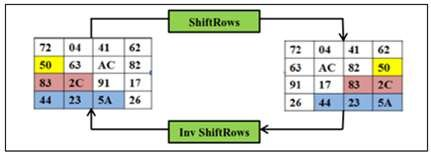 ShiftRows
72 04 41 62
50 63 AC 82
83 2C 91 17
44 23 5A 26
72 04 41 62
63 AC 82 50
91 17 83 2C
26 44 23 5A
Inv ShiftRows